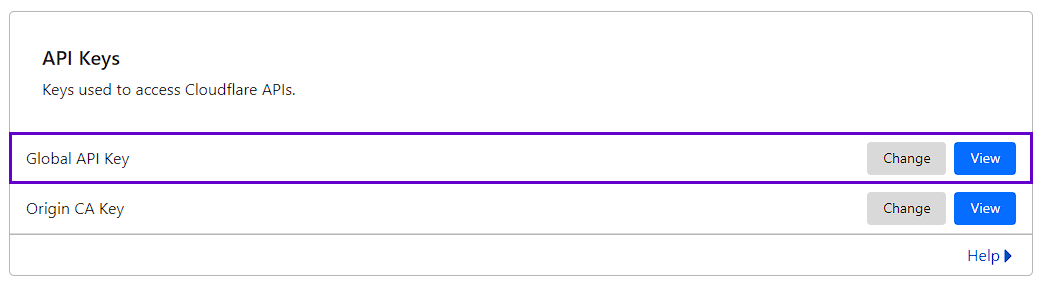 API Keys
Keys used to access Cloudflare APIs.
Global API Key Change View
Origin CA Key Change View
Help